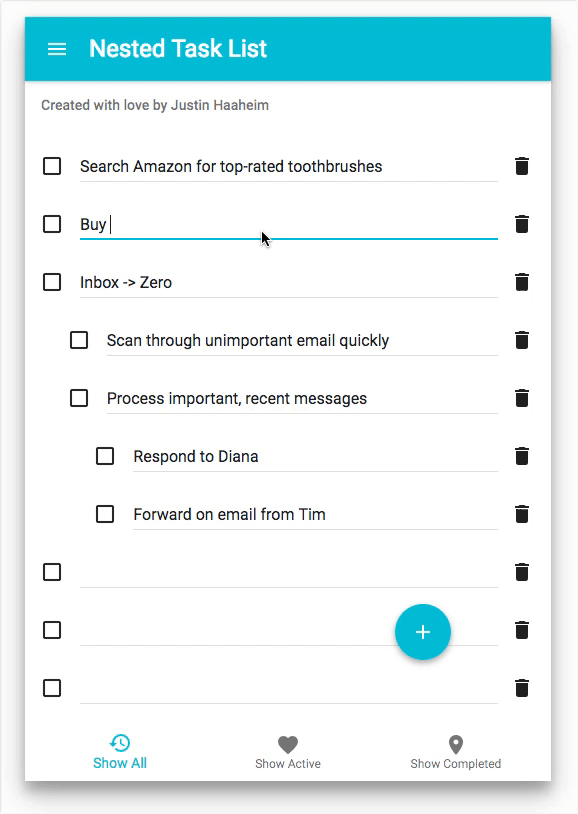 Nested Task List
Created with love by Justin Haaheim
Search Amazon for top-rated toothbrushes
Buy
Inbox -> Zero
Scan through unimportant email quickly
Process important, recent messages
Respond to Diana
Forward on email from Tim
+
Show All
Show Active
Show Completed